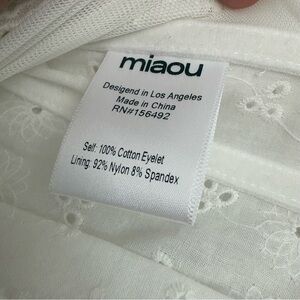 miaou
Desigend in Los Angeles
Made in China
RN#156492
Self: 100% Cotton Eyelet
Lining: 92% Nylon 8% Spandex